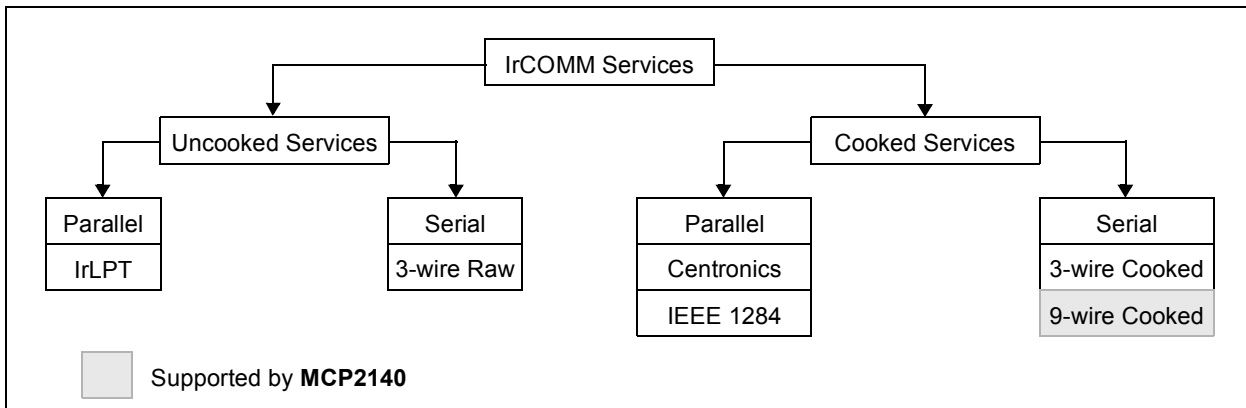 IrCOMM Services
Uncooked Services
Cooked Services
Parallel
IrLPT
Serial
3-wire Raw
Parallel
Centronics
IEEE 1284
Serial
3-wire Cooked
9-wire Cooked
Supported by MCP2140